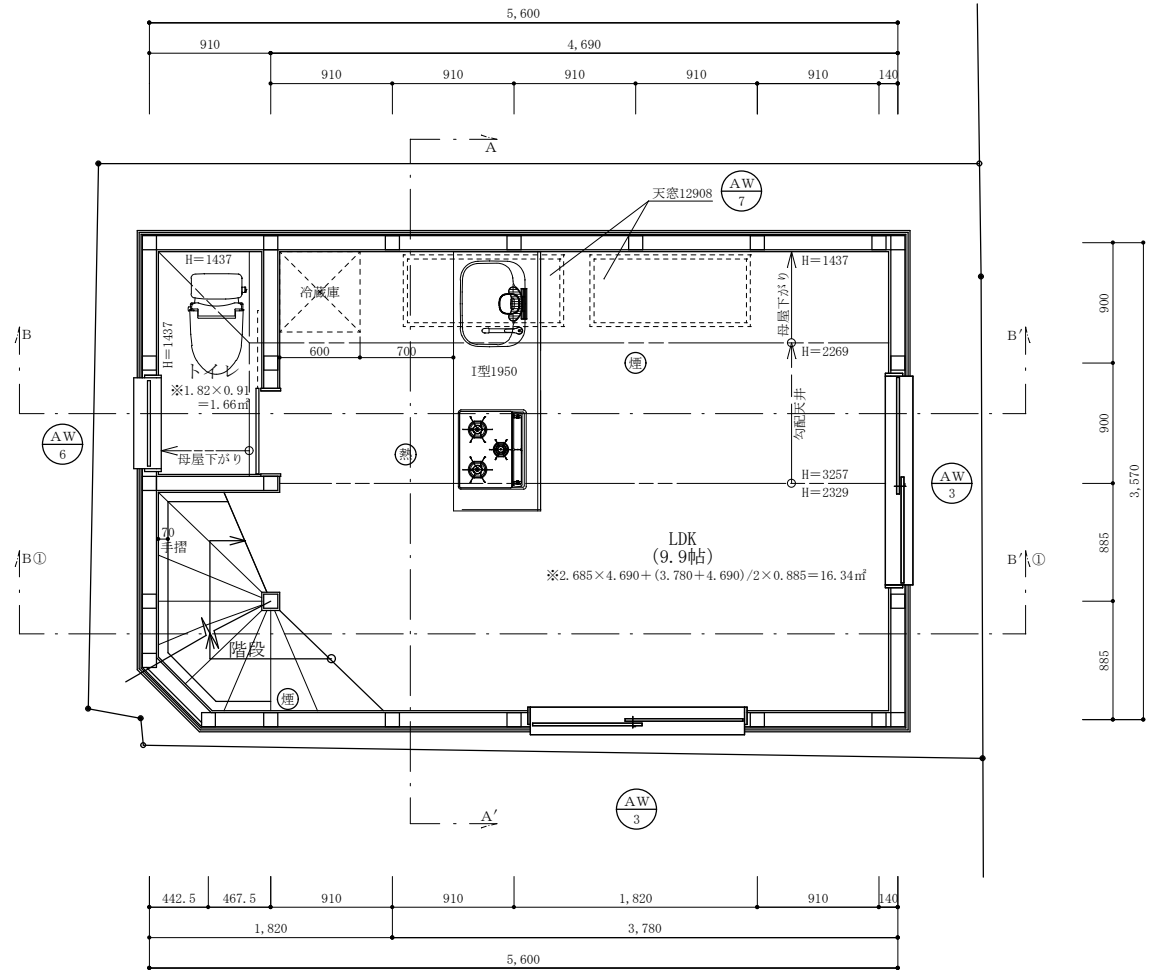 5,600
910
4,690
910
910
910
910
910
140
A
天窓12908
AW
7
H=1437
H=1437
冷蔵庫
母屋下がり
900
H=1437
B
B′
600
700
H=2269
煙
I型1950
トイレ
※1.82×0.91
=1.66㎡
勾配天井
900
AW
6
母屋下がり
熱
H=3257
H=2329
AW
3
3,570
70
手摺
LDK
(9.9帖)
※2.685×4.690+(3.780+4.690)/2×0.885=16.34㎡
885
B①
B′①
階段
煙
885
AW
3
A′
442.5
467.5
910
910
1,820
910
140
1,820
3,780
5,600